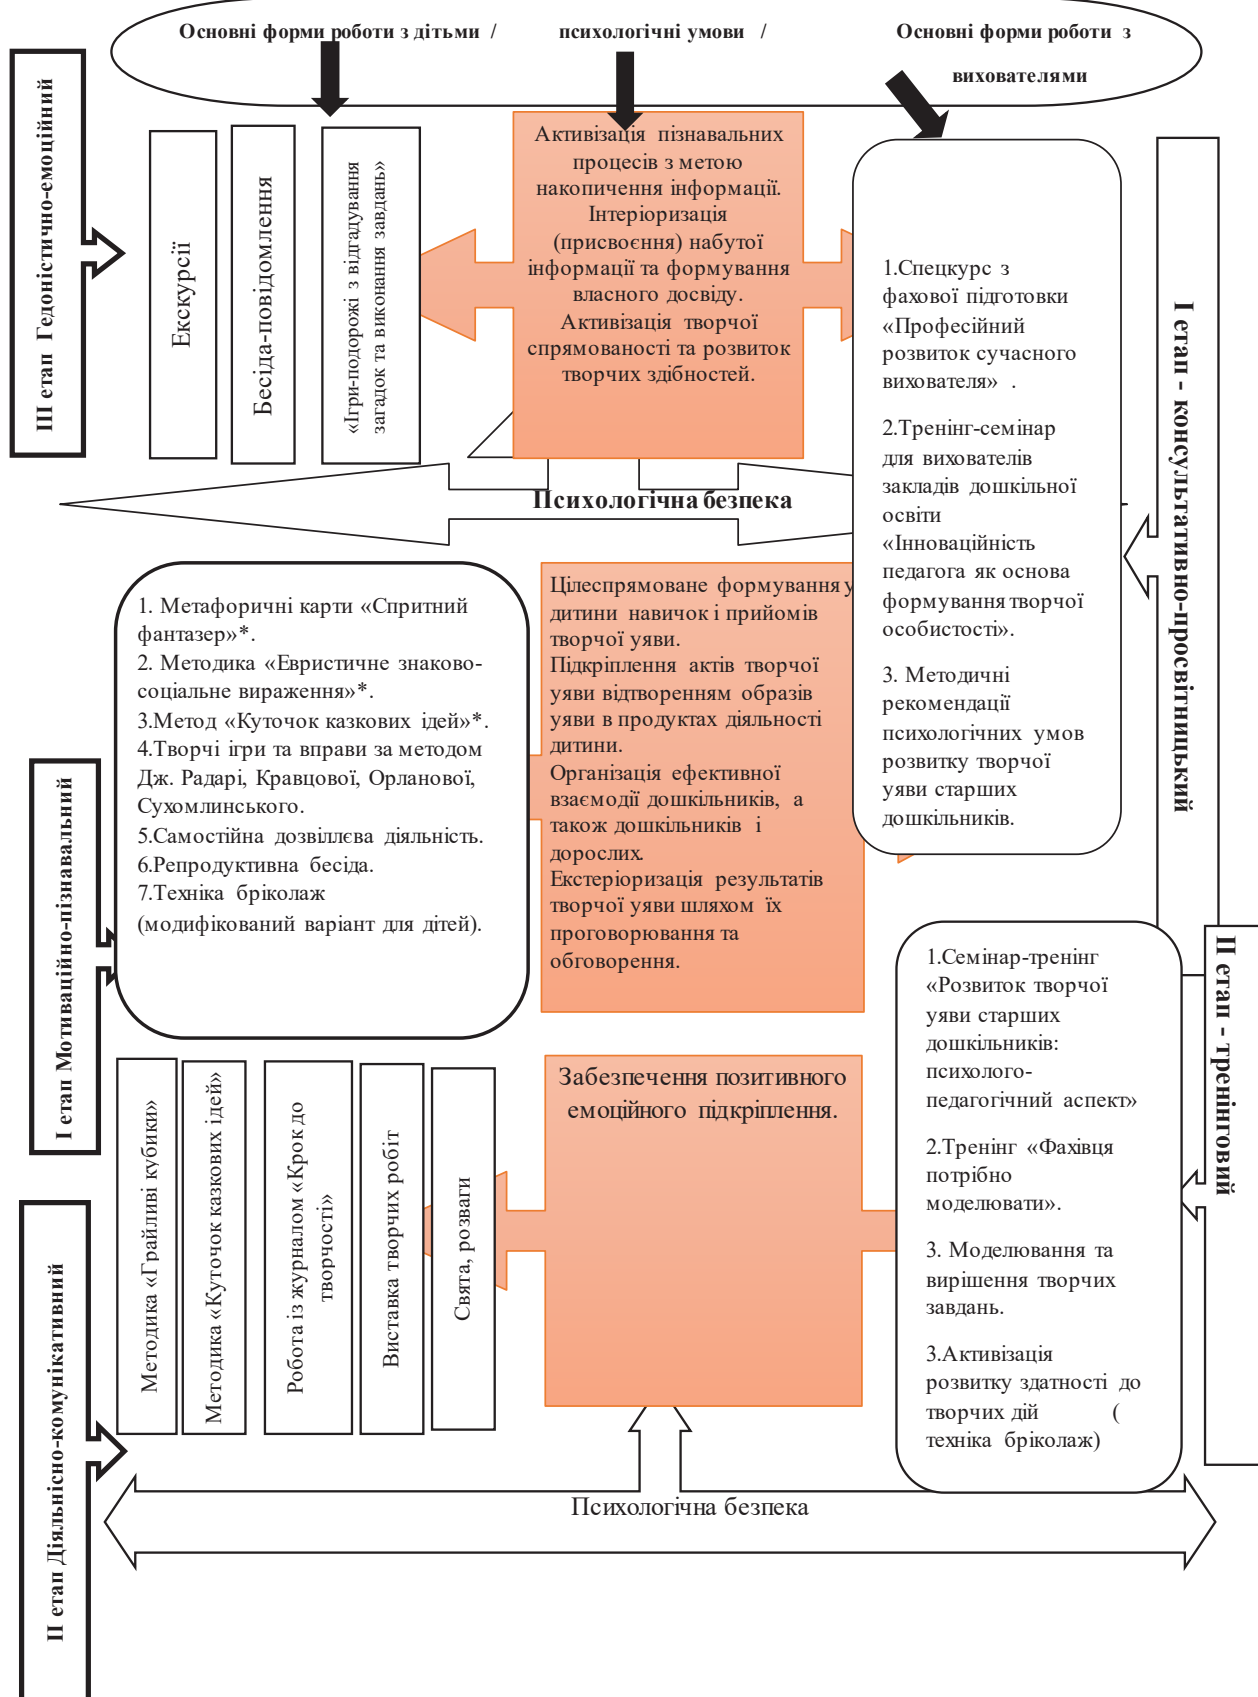 Основні форми роботи з дітьми / психологічні умови / Основні форми роботи з
вихователями
ІІІ етап Гедоністично-емоційний
Екскурсії
Бесіда-повідомлення
«Ігри-подорожі з відгадування
загадок та виконання завдань»
Активізація пізнавальних
процесів з метою
накопичення інформації.
Інтеріоризація
(присвоєння) набутої
інформації та формування
власного досвіду.
Активізація творчої
спрямованості та розвиток
творчих здібностей.
1.Спецкурс з
фахової підготовки
«Професійний
розвиток сучасного
вихователя» .
2.Тренінг-семінар
для вихователів
закладів дошкільної
освіти
«Інноваційність
педагога як основа
формування творчої
особистості».
3. Методичні
рекомендації
психологічних умов
розвитку творчої
уяви старших
дошкільників.
І етап - консультативно-просвітницький
Психологічна безпека
І етап Мотиваційно-пізнавальний
1. Метафоричні карти «Спритний
фантазер»*.
2. Методика «Евристичне знаково-
соціальне вираження»*.
3.Метод «Куточок казкових ідей»*.
4.Творчі ігри та вправи за методом
Дж. Радарі, Кравцової, Орланової,
Сухомлинського.
5.Самостійна дозвіллєва діяльність.
6.Репродуктивна бесіда.
7.Техніка бріколаж
(модифікований варіант для дітей).
Цілеспрямоване формування у
дитини навичок і прийомів
творчої уяви.
Підкріплення актів творчої
уяви відтворенням образів
уяви в продуктах діяльності
дитини.
Організація ефективної
взаємодії дошкільників, а
також дошкільників і
дорослих.
Екстеріоризація результатів
творчої уяви шляхом їх
проговорювання та
обговорення.
ІІ етап - тренінговий
1.Семінар-тренінг
«Розвиток творчої
уяви старших
дошкільників:
психолого-
педагогічний аспект»
2.Тренінг «Фахівця
потрібно
моделювати».
3. Моделювання та
вирішення творчих
завдань.
3.Активізація
розвитку здатності до
творчих дій (
техніка бріколаж)
ІІ етап Діяльнісно-комунікативний
Методика «Грайливі кубики»
Методика «Куточок казкових ідей»
Робота із журналом «Крок до
творчості»
Виставка творчих робіт
Свята, розваги
Забезпечення позитивного
емоційного підкріплення.
Психологічна безпека